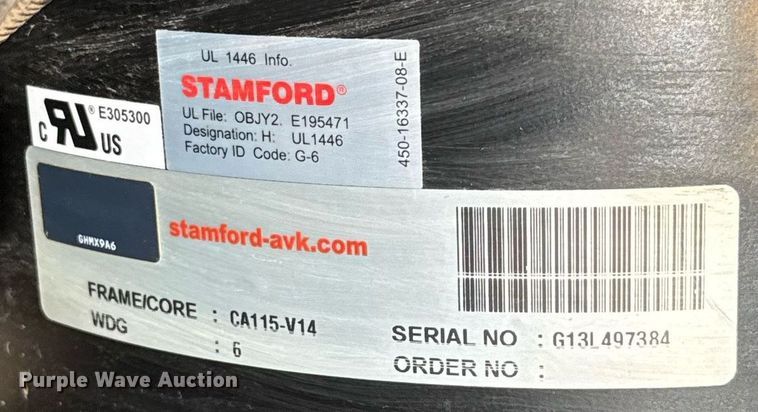 UL 1446 Info.
STAMFORD®
UL File: OBJY2. E195471
Designation: H: UL1446
Factory ID Code: G-6
450-16337-08-E
® E305300
C RU US
GHMX9A6
stamford-avk.com
FRAME/CORE : CA115-V14
WDG : 6
SERIAL NO : G13L497384
ORDER NO :
Purple Wave Auction